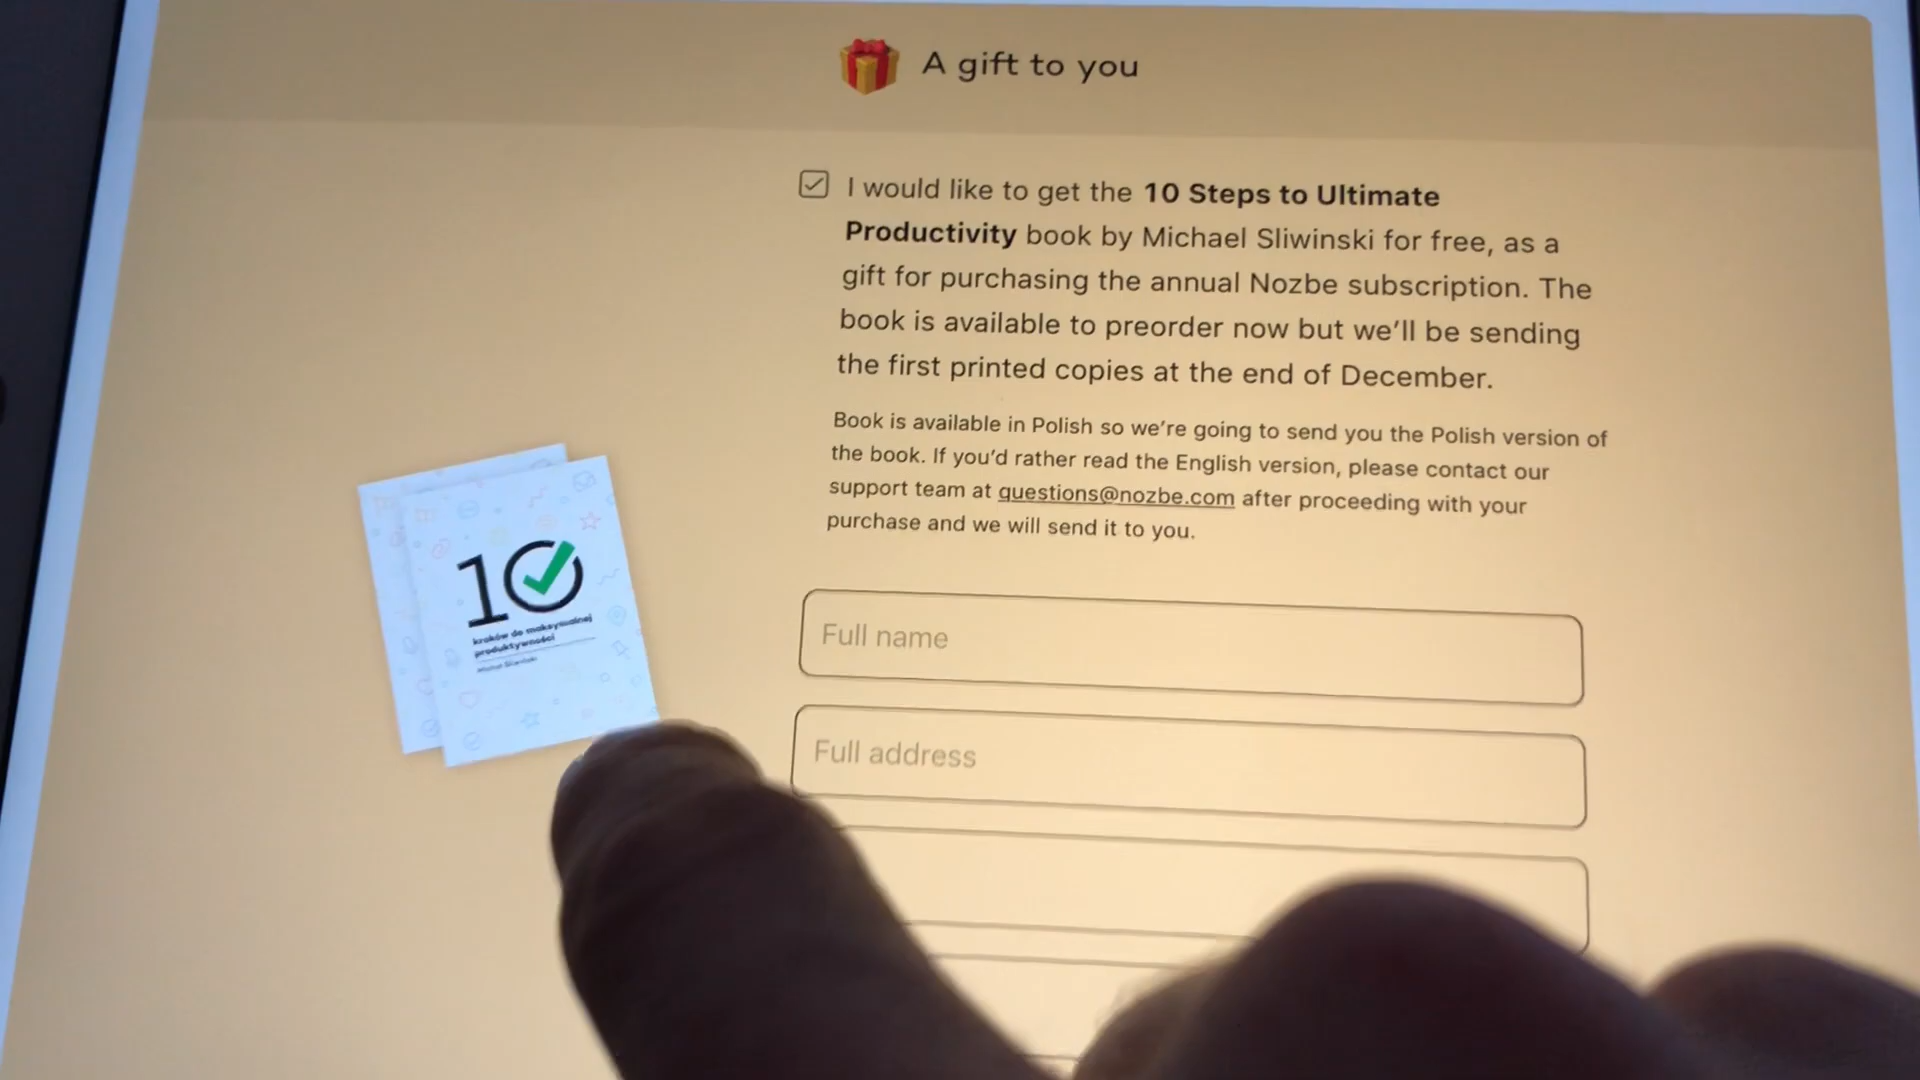 A gift to you
I would like to get the 10 Steps to Ultimate
Productivity book by Michael Sliwinski for free, as a
gift for purchasing the annual Nozbe subscription. The
book is available to preorder now but we'll be sending
the first printed copies at the end of December.
Book is available in Polish so we're going to send you the Polish version of
the book. If you'd rather read the English version, please contact our
support team at questions@nozbe.com after proceeding with your
purchase and we will send it to you.
10
kroków do maksymalnej
produktywności
Full name
Full address